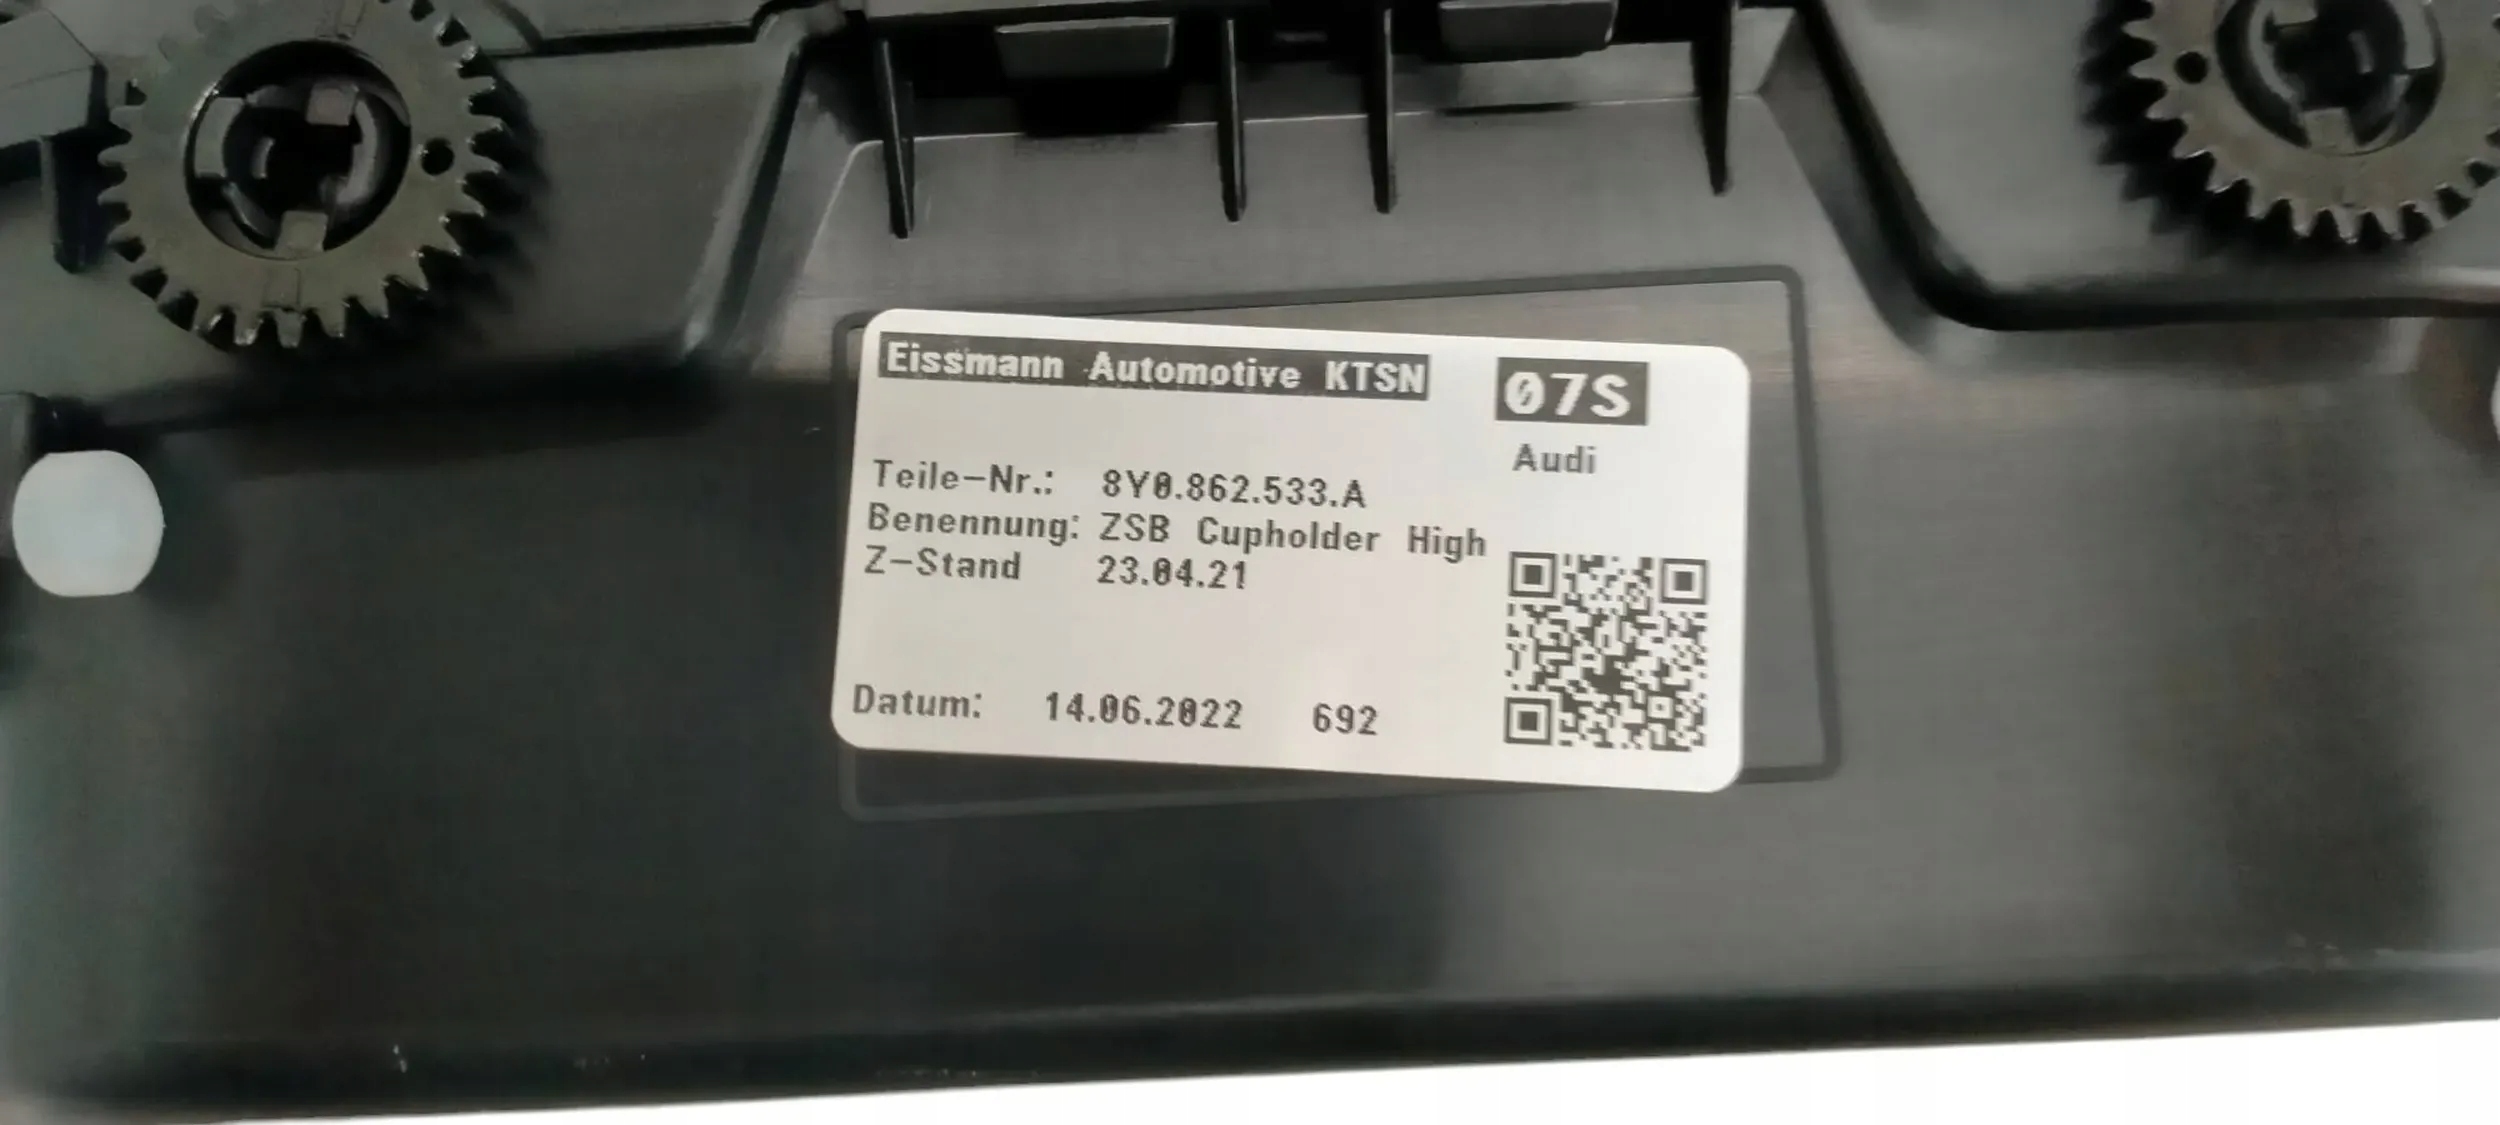 Eissmann Automotive KTSN
07S
Audi
Teile-Nr.: 8Y0.862.533.A
Benennung: ZSB Cupholder High
Z-Stand 23.04.21
Datum: 14.06.2022 692